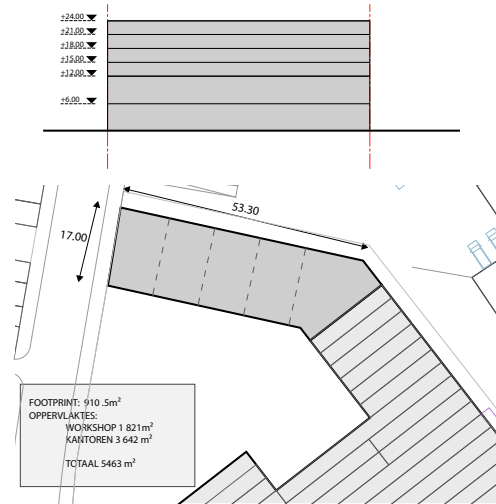 +24.00
+21.00
+18.00
+15.00
+12.00
+6.00
53.30
17.00
FOOTPRINT: 910 .5m²
OPPERVLAKTES:
WORKSHOP 1 821m²
KANTOREN 3 642 m²
TOTAAL 5463 m²